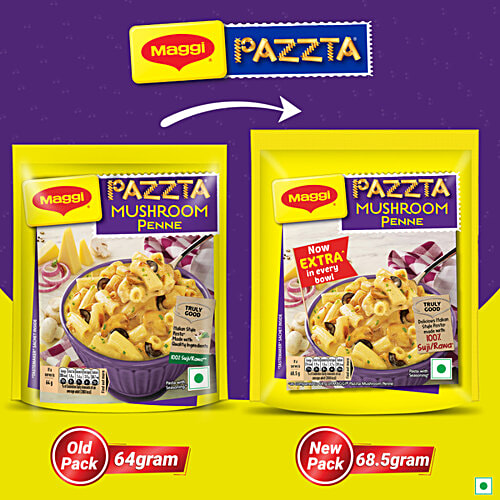 Maggi
PAZZTA
Maggi
PAZZTA
MUSHROOM
PENNE
TRULY
GOOD
Italian Style
Pasta*
Made with
Quality Ingredients
100% Suji/Rawa**
Pasta with
Seasoning
Maggi
PAZZTA
MUSHROOM
PENNE
Now
EXTRA*
in every
bowl
TRULY
GOOD
Delicious Italian
Style Pasta*
made with
100%
Suji/Rawa**
68.5 g
Pasta with
Seasoning
Old
Pack
64gram
New
Pack
68.5gram